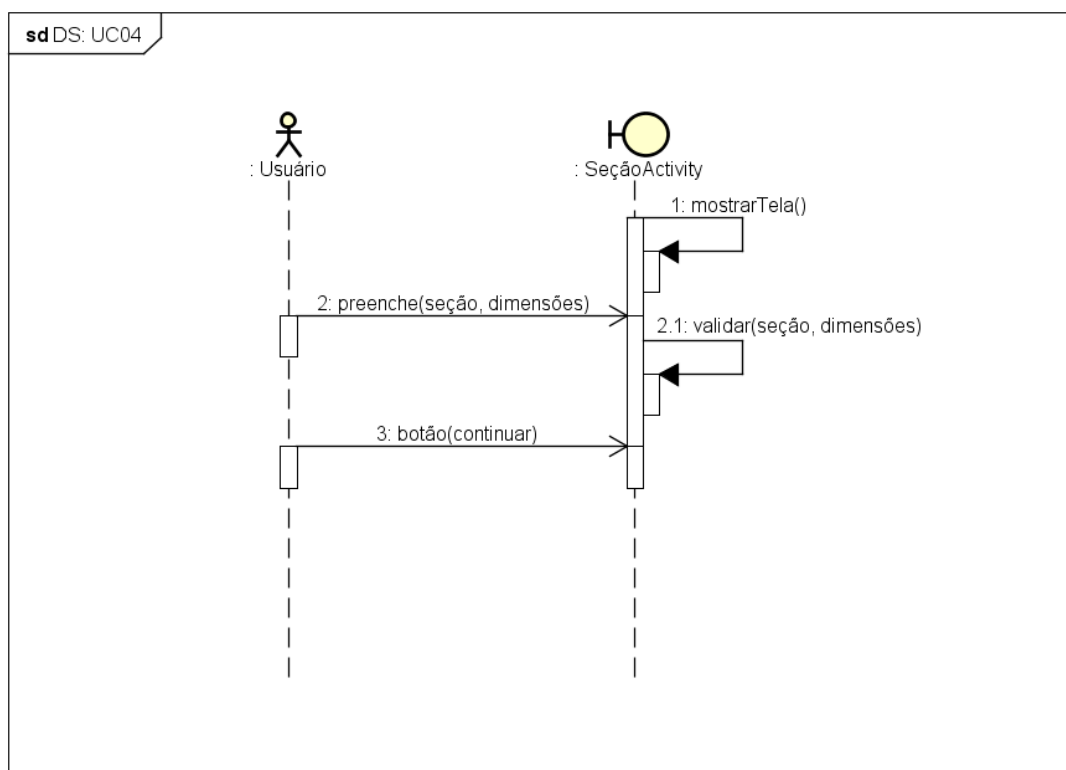 sd DS: UC04
: Usuário
: SeçãoActivity
1: mostrarTela()
2: preenche(seção, dimensões)
2.1: validar(seção, dimensões)
3: botão(continuar)